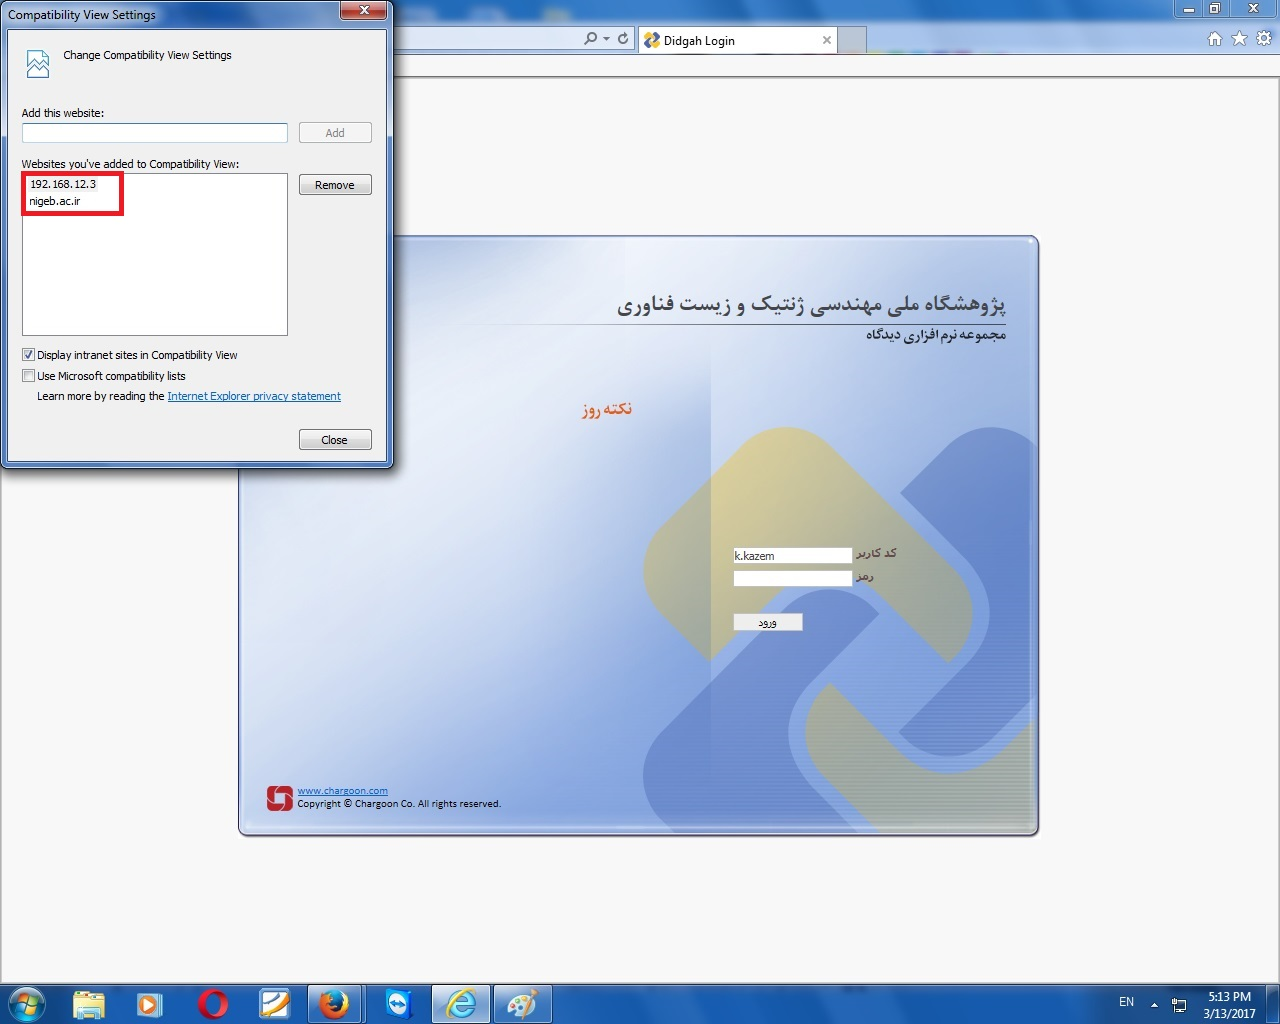 Compatibility View Settings
Change Compatibility View Settings
Add this website:
Add
Websites you've added to Compatibility View:
192.168.12.3
nigeb.ac.ir
Remove
Display intranet sites in Compatibility View
Use Microsoft compatibility lists
Learn more by reading the Internet Explorer privacy statement
Close
Didgah Login
پژوهشگاه ملی مهندسی ژنتیک و زیست فناوری
مجموعه نرم افزاری دیدگاه
نکته روز
k.kazem کد کاربر
رمز
ورود
www.chargoon.com
Copyright © Chargoon Co. All rights reserved.
EN
5:13 PM
3/13/2017